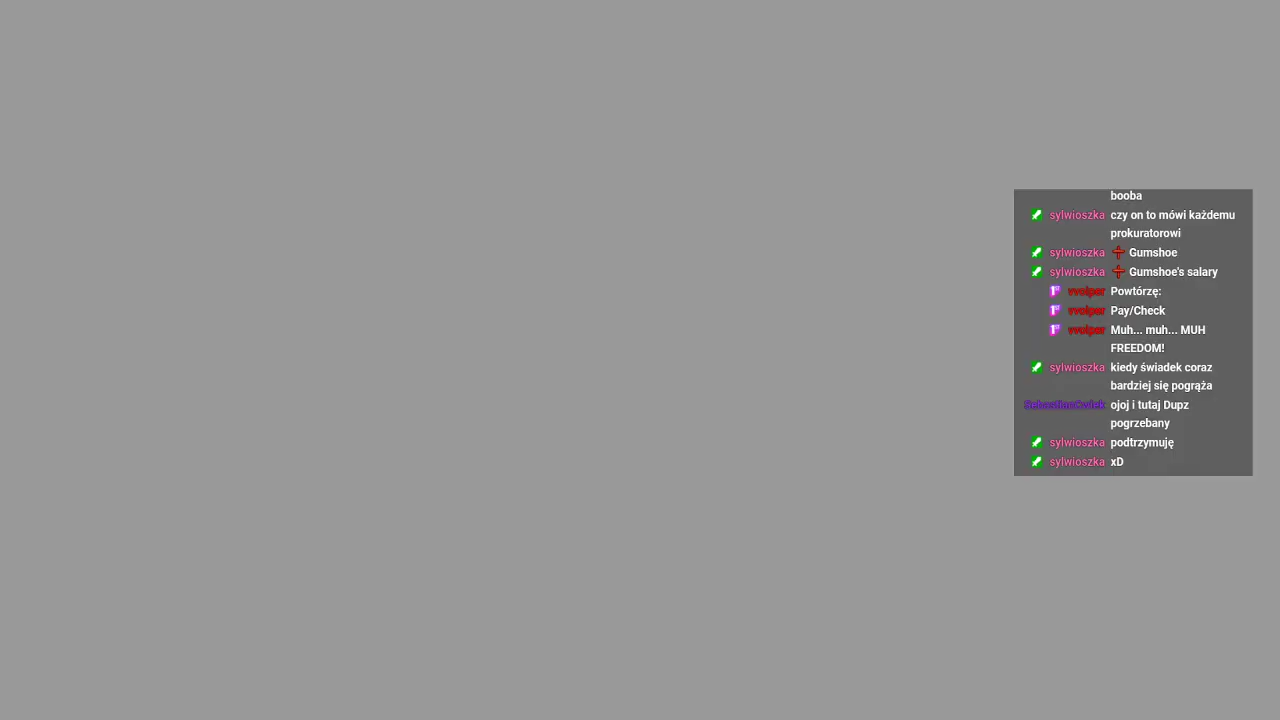 booba
sylwioszka czy on to mówi każdemu
prokuratorowi
sylwioszka Gumshoe
sylwioszka Gumshoe's salary
vvolper Powtórzę:
vvolper Pay/Check
vvolper Muh... muh... MUH
FREEDOM!
sylwioszka kiedy świadek coraz
bardziej się pogrąża
ojoj i tutaj Dupz
pogrzebany
sylwioszka podtrzymuję
sylwioszka xD